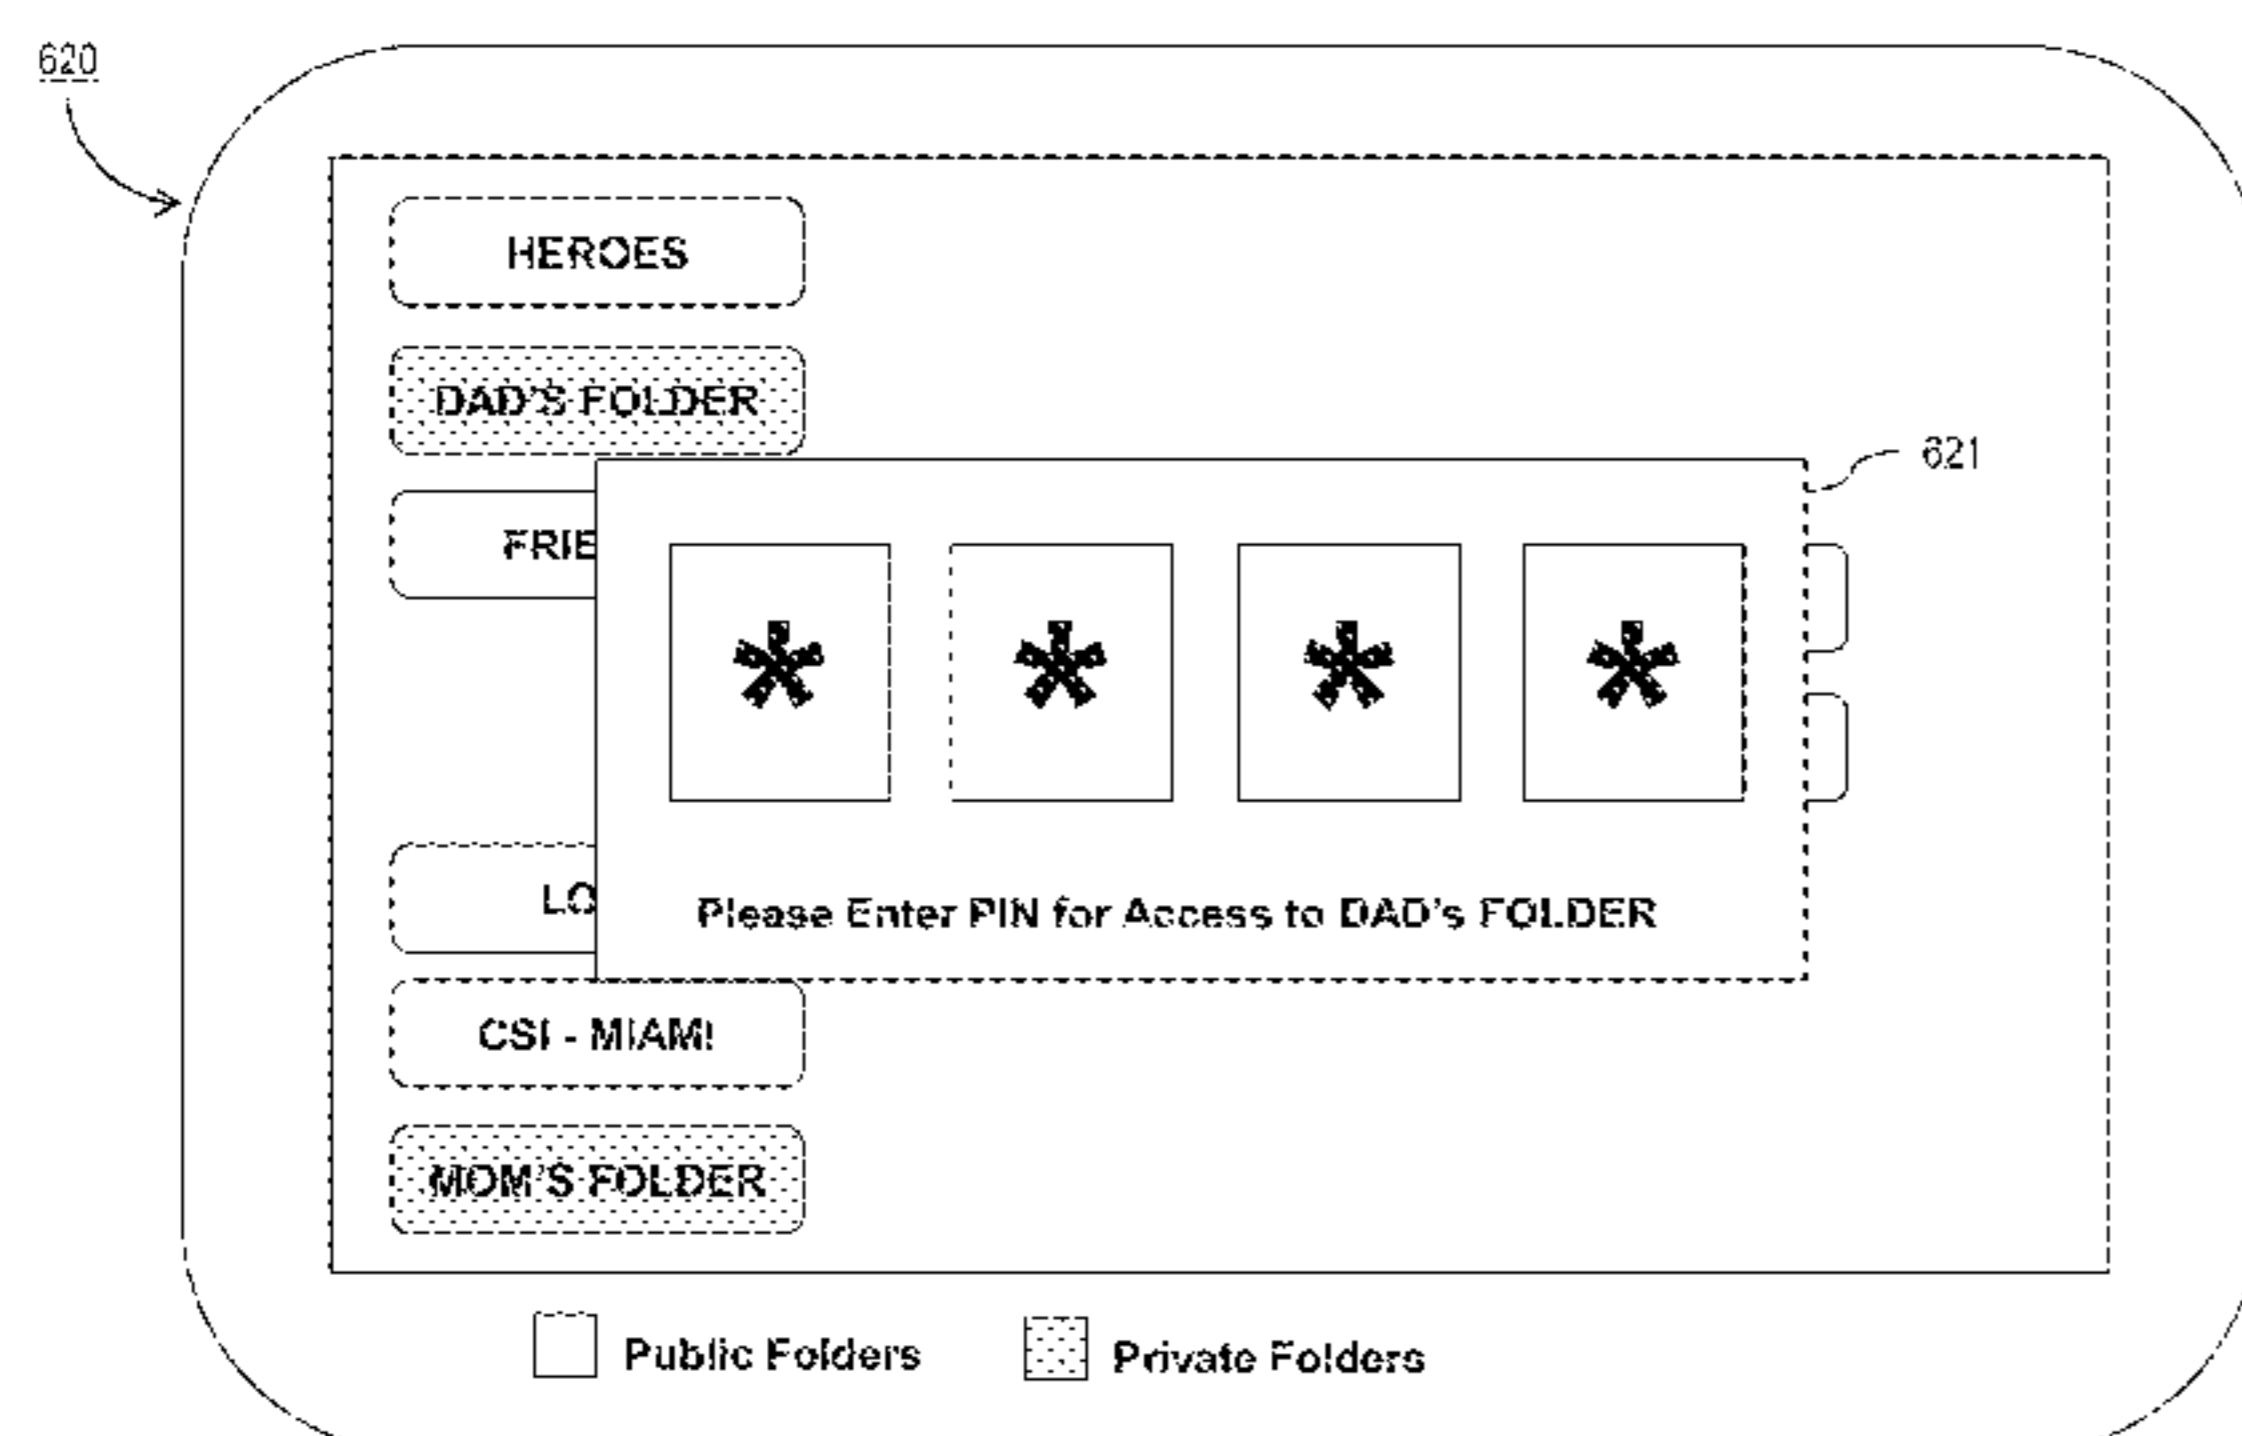 620
HEROES
DAD'S FOLDER
621
FRIE
* * * *
LO
Please Enter PIN for Access to DAD's FOLDER
CSI - MIAMI
MOM'S FOLDER
Public Folders
Private Folders